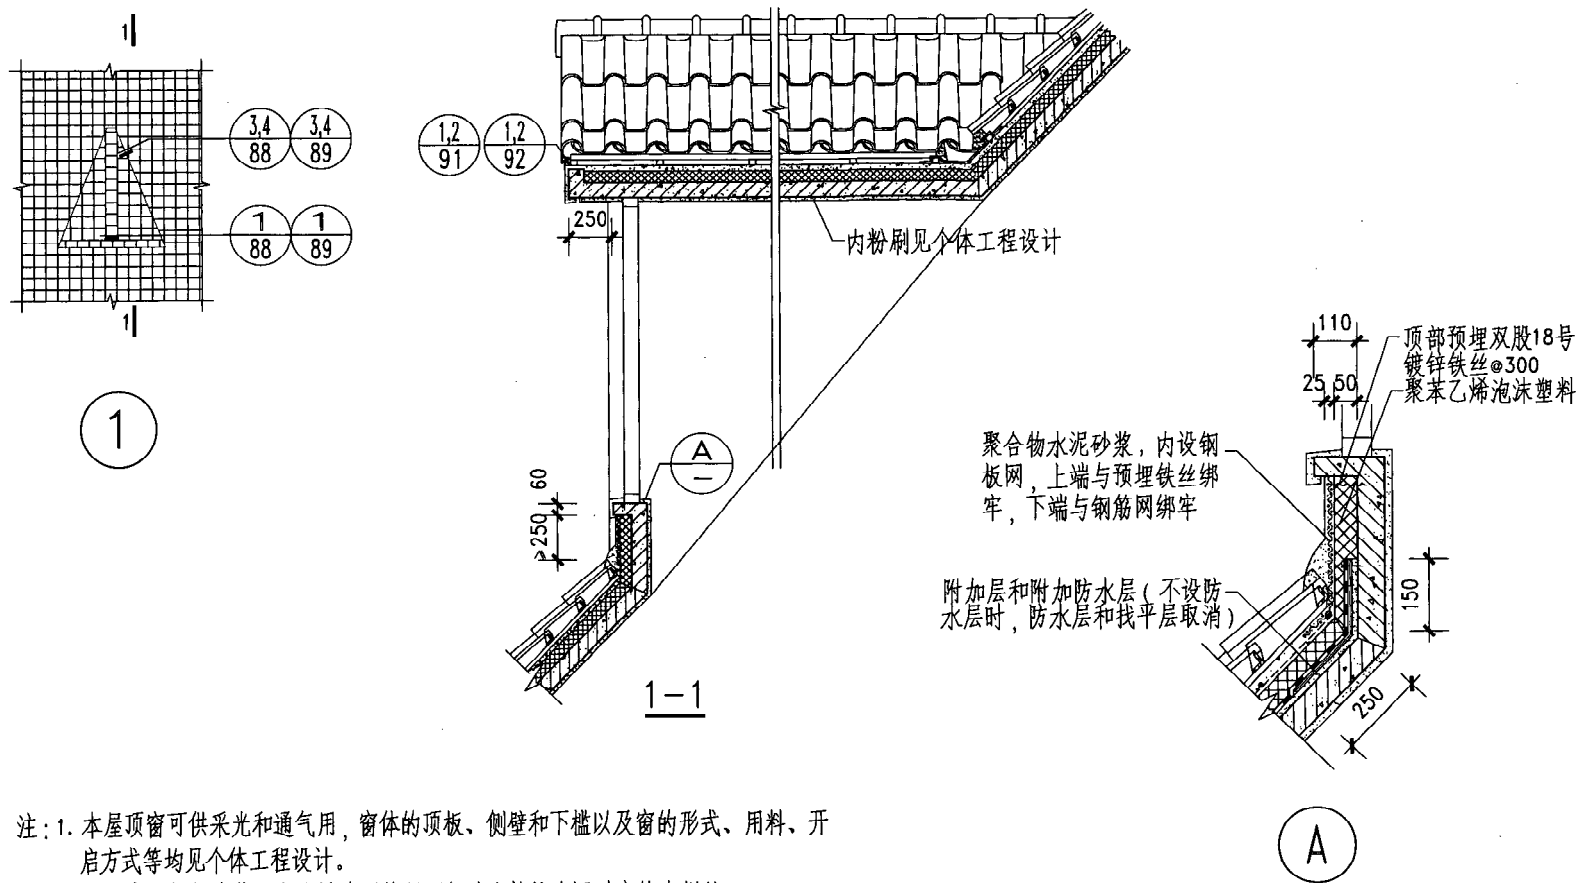 1
3,4
88
3,4
89
1
88
1
89
1
1
1,2
91
1,2
92
250
内粉刷见个体工程设计
A
—
60
≥250
1-1
110
25 50
顶部预埋双股18号
镀锌铁丝@300
聚苯乙烯泡沫塑料
聚合物水泥砂浆，内设钢
板网，上端与预埋铁丝绑
牢，下端与钢筋网绑牢
附加层和附加防水层（不设防
水层时，防水层和找平层取消）
150
250
A
注：1. 本屋顶窗可供采光和通气用，窗体的顶板、侧壁和下槛以及窗的形式、用料、开
启方式等均见个体工程设计。